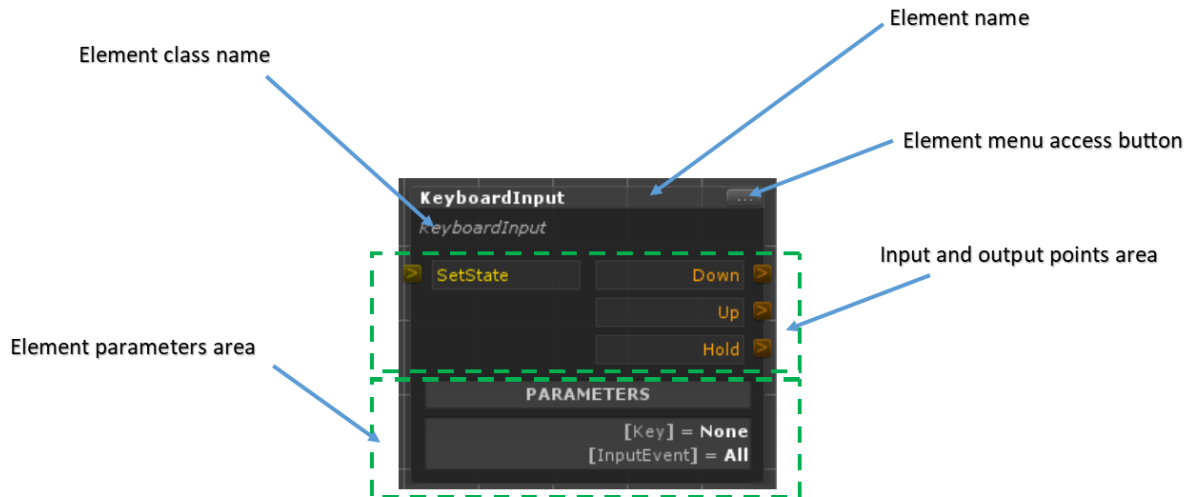 Element name
Element class name
Element menu access button
KeyboardInput
...
KeyboardInput
Input and output points area
> SetState
Down >
Up >
Hold >
Element parameters area
PARAMETERS
[Key] = None
[InputEvent] = All